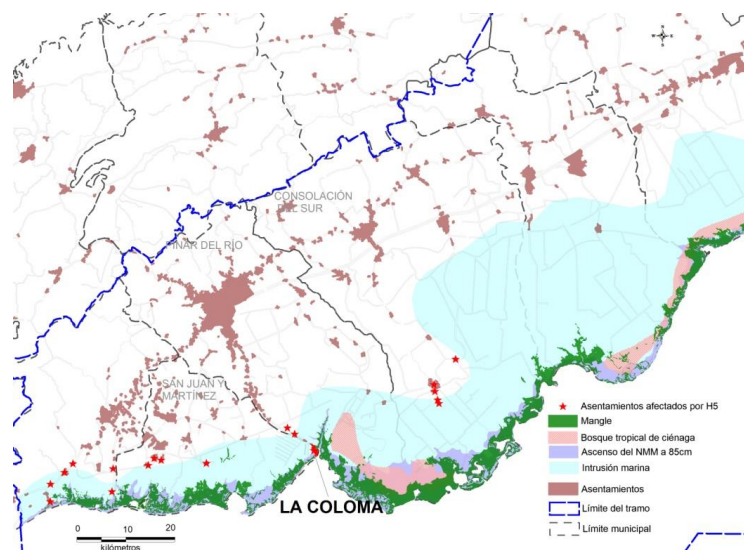 CONSOLACIÓN
DEL SUR
PINAR DEL RÍO
SAN JUAN Y
MARTÍNEZ
LA COLOMA
Asentamientos afectados por H5
Mangle
Bosque tropical de ciénaga
Ascenso del NMM a 85cm
Intrusión marina
Asentamientos
Límite del tramo
Límite municipal
0 10 20
kilómetros